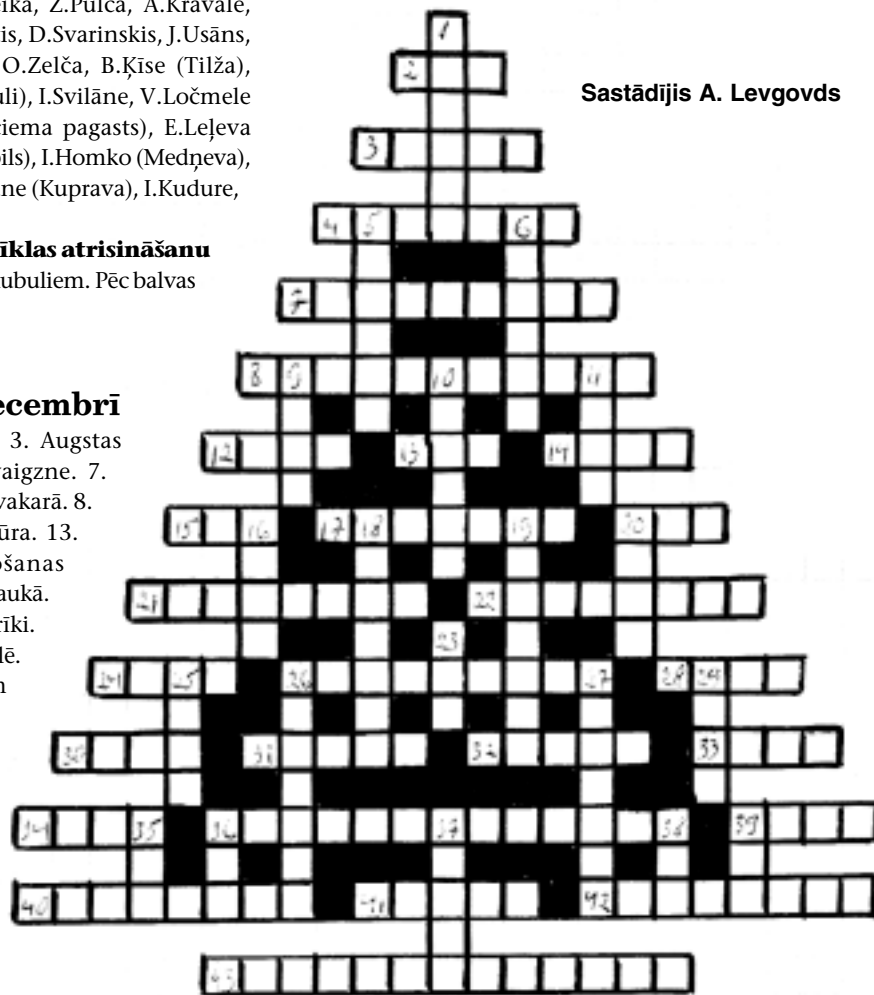 eika, Z.Pulča, A.Kravale,
is, D.Svarinskis, J.Usāns,
O.Zelča, B.Ķīse (Tilža),
uli), I.Svilāne, V.Ločmele
ciema pagasts), E.Leļeva
ils), I.Homko (Medņeva),
ne (Kuprava), I.Kudure,
īklas atrisināšanu
ubuliem. Pēc balvas
ecembrī
3. Augstas
vaigzne. 7.
vakarā. 8.
ūra. 13.
ošanas
aukā.
rīki.
lē.
n
Sastādījis A. Levgovds
1
2
3
4 5 6
7
8 9 10 11
12 13 14
15 16 17 18 19 20
21 22
23
24 25 26 27 28 29
30 31 32 33
34 35 36 37 38 39
40 41 42
43